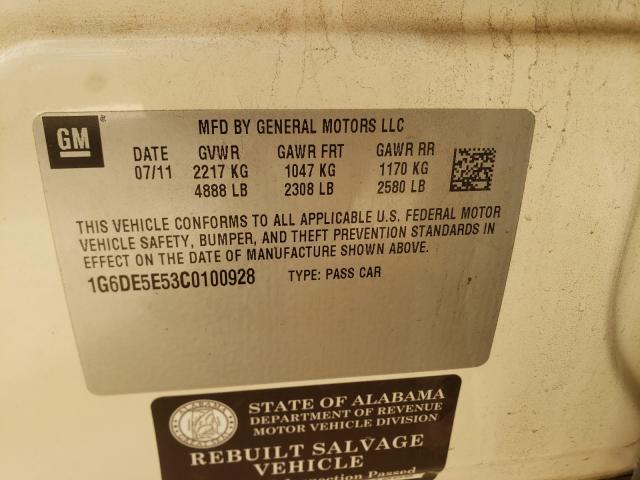 GM
MFD BY GENERAL MOTORS LLC
DATE GVWR GAWR FRT GAWR RR
07/11 2217 KG 1047 KG 1170 KG
4888 LB 2308 LB 2580 LB
THIS VEHICLE CONFORMS TO ALL APPLICABLE U.S. FEDERAL MOTOR
VEHICLE SAFETY, BUMPER, AND THEFT PREVENTION STANDARDS IN
EFFECT ON THE DATE OF MANUFACTURE SHOWN ABOVE.
1G6DE5E53C0100928 TYPE: PASS CAR
STATE OF ALABAMA
DEPARTMENT OF REVENUE
MOTOR VEHICLE DIVISION
REBUILT SALVAGE
VEHICLE
Inspection Passed